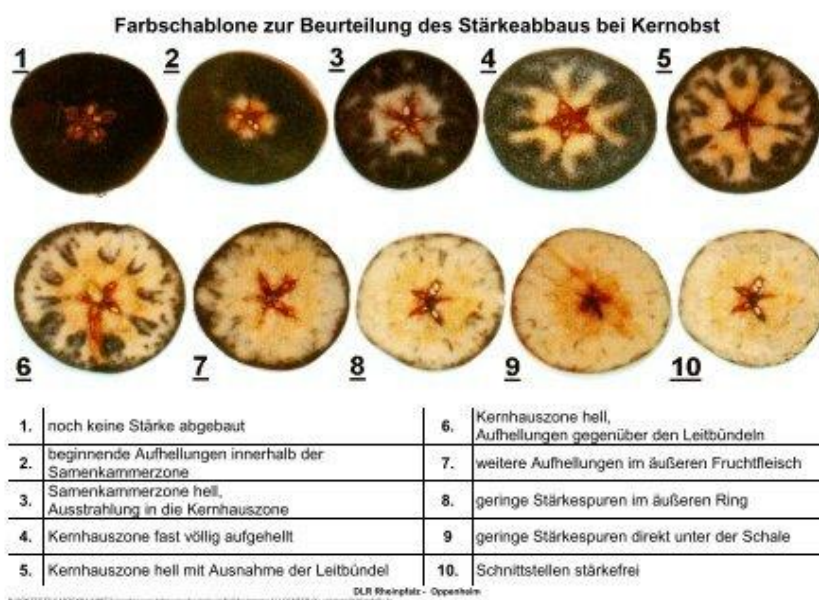 Farbschablone zur Beurteilung des Stärkeabbaus bei Kernobst
1
2
3
4
5
6
7
8
9
10
1. noch keine Stärke abgebaut
2. beginnende Aufhellungen innerhalb der
Samenkammerzone
3. Samenkammerzone hell,
Ausstrahlung in die Kernhauszone
4. Kernhauszone fast völlig aufgehellt
5. Kernhauszone hell mit Ausnahme der Leitbündel
6. Kernhauszone hell,
Aufhellungen gegenüber den Leitbündeln
7. weitere Aufhellungen im äußeren Fruchtfleisch
8. geringe Stärkespuren im äußeren Ring
9 geringe Stärkespuren direkt unter der Schale
10. Schnittstellen stärkefrei
DLR Rheinpfalz - Oppenheim